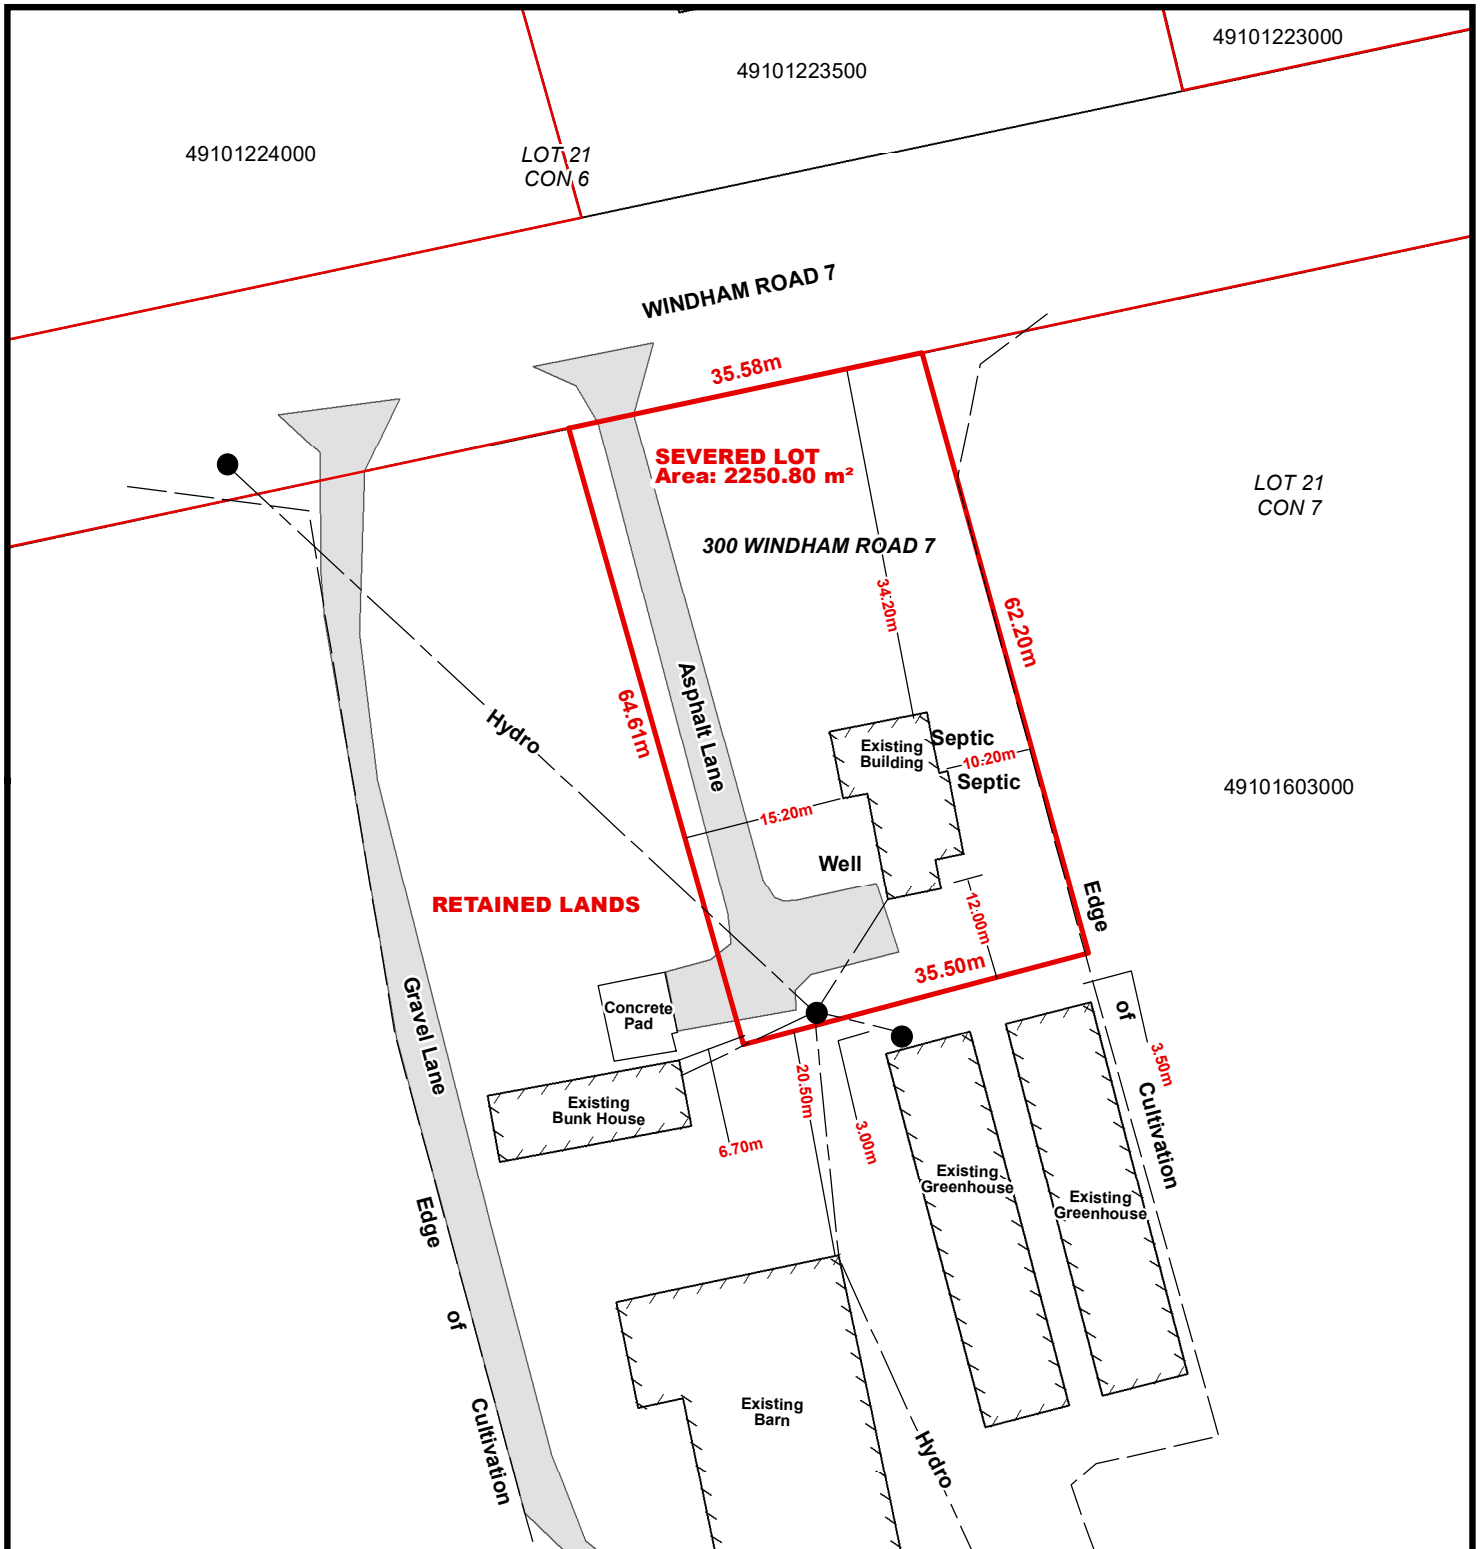 49101223000
49101223500
49101224000
LOT 21
CON 6
WINDHAM ROAD 7
35.58m
SEVERED LOT
Area: 2250.80 m²
LOT 21
CON 7
300 WINDHAM ROAD 7
34.20m
62.20m
64.61m
Asphalt Lane
Hydro
Existing
Building
Septic
10.20m
Septic
49101603000
15.20m
Well
RETAINED LANDS
12.00m
Edge
35.50m
Gravel Lane
Concrete
Pad
of
3.50m
20.50m
Existing
Bunk House
6.70m
3.00m
Cultivation
Existing
Greenhouse
Existing
Greenhouse
Edge
of
Existing
Barn
Cultivation
Hydro